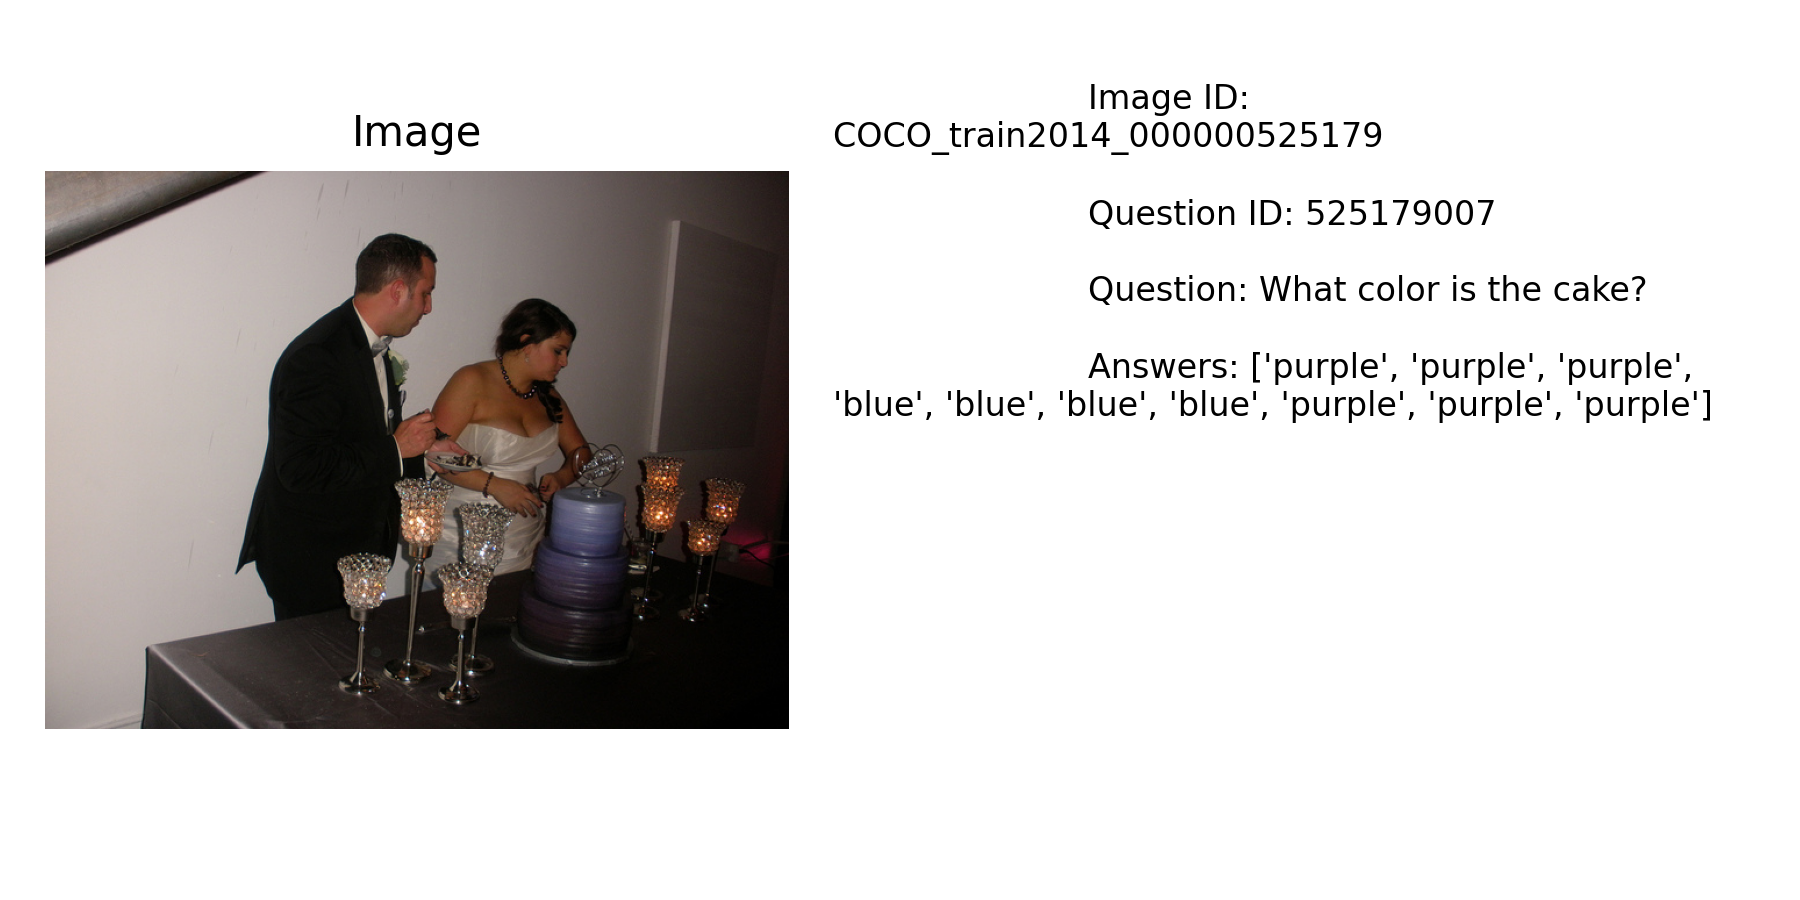 Image
Image ID:
COCO_train2014_000000525179
Question ID: 525179007
Question: What color is the cake?
Answers: ['purple', 'purple', 'purple',
'blue', 'blue', 'blue', 'blue', 'purple', 'purple', 'purple']